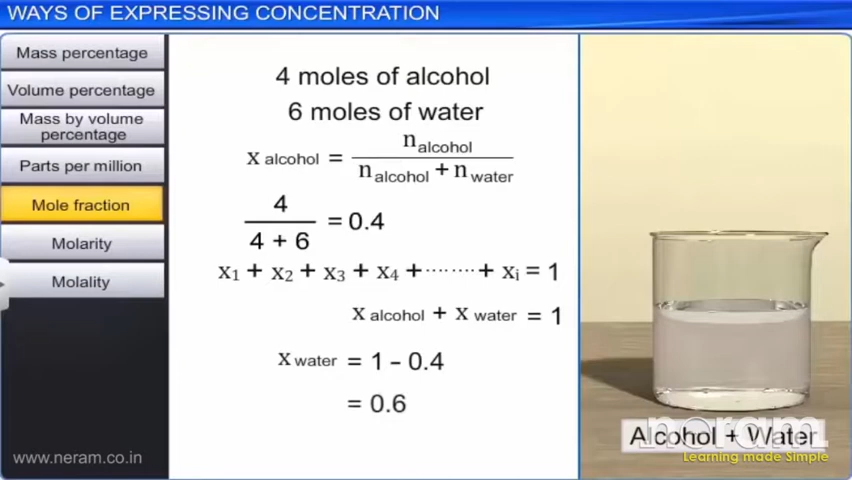 WAYS OF EXPRESSING CONCENTRATION
Mass percentage
Volume percentage
Mass by volume
percentage
Parts per million
Mole fraction
Molarity
Molality
www.neram.co.in
4 moles of alcohol
6 moles of water
x alcohol = n alcohol / n alcohol + n water
4 / 4 + 6 = 0.4
x₁ + x₂ + x₃ + x₄ + ········ + xᵢ = 1
x alcohol + x water = 1
x water = 1 − 0.4
= 0.6
neram
Alcohol + Water
Learning made Simple